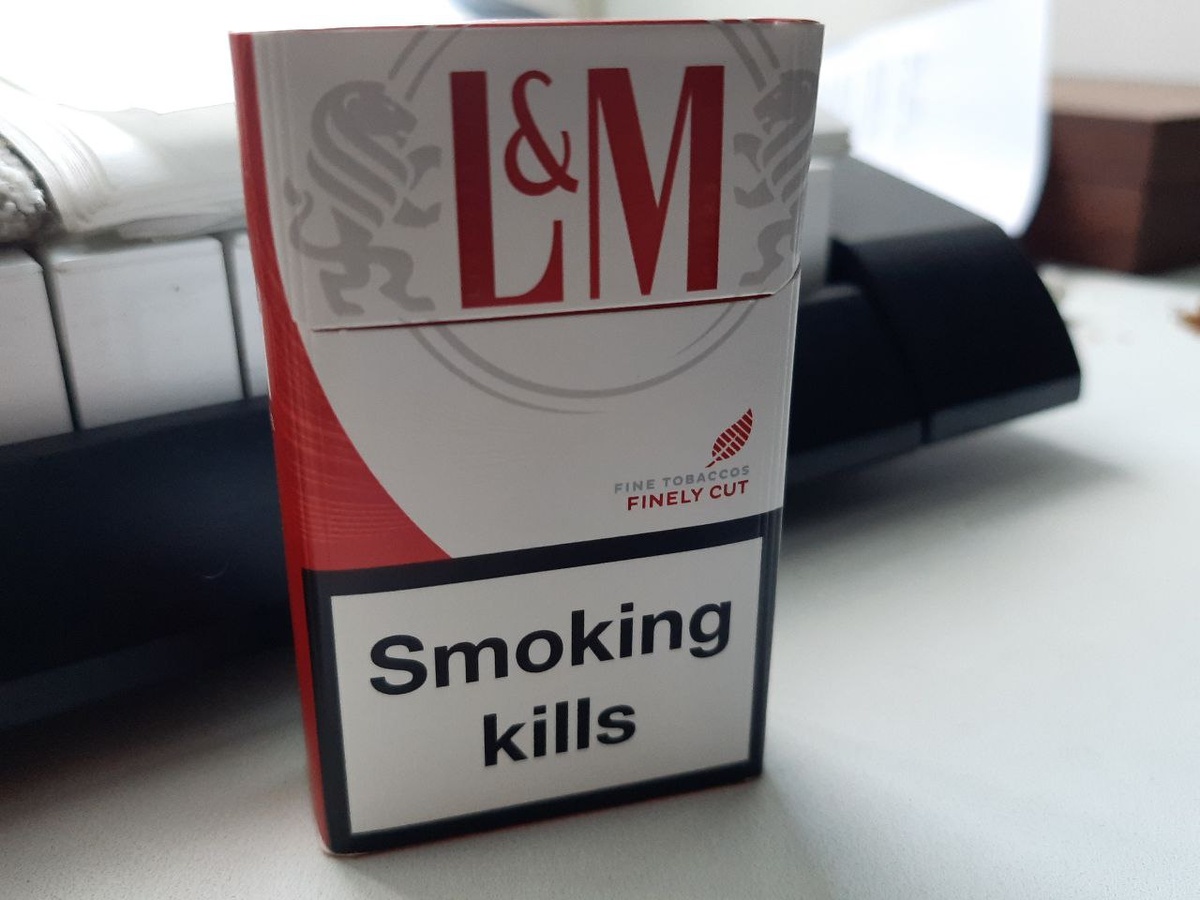 L&M
FINE TOBACCOS
FINELY CUT
Smoking
kills